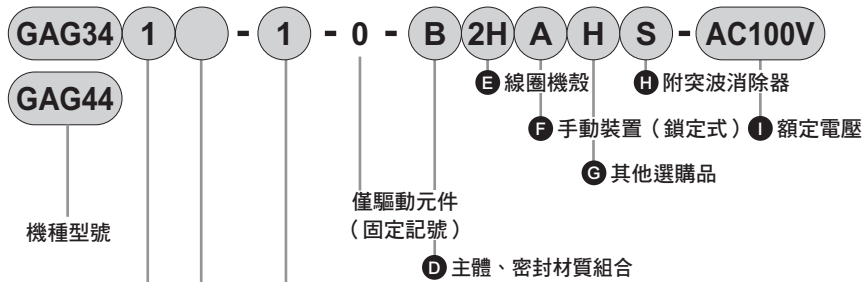 GAG34 1 - 1 - 0 - B 2H A H S - AC100V
GAG44
E 線圈機殼
H 附突波消除器
F 手動裝置（鎖定式）
I 額定電壓
G 其他選購品
機種型號
僅驅動元件
（固定記號）
D 主體、密封材質組合